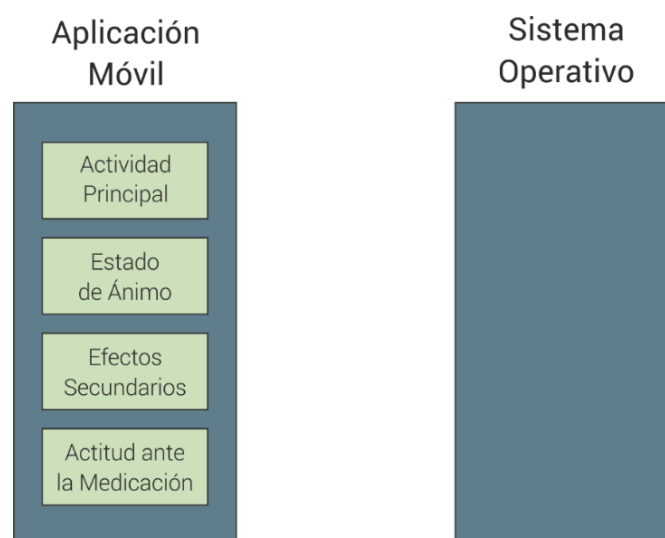 Aplicación
Móvil
Sistema
Operativo
Actividad
Principal
Estado
de Ánimo
Efectos
Secundarios
Actitud ante
la Medicación